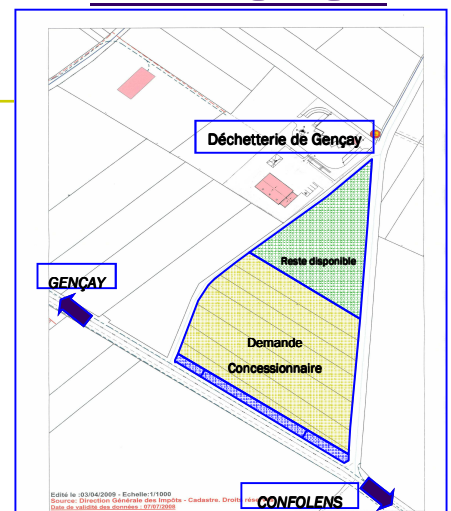 Déchetterie de Gençay
Reste disponible
GENÇAY
Demande
Concessionnaire
Edité le :03/04/2009 - Echelle:1/1000
Source: Direction Générale des Impôts - Cadastre. Droits
Date de validité des données : 07/07/2008
CONFOLENS